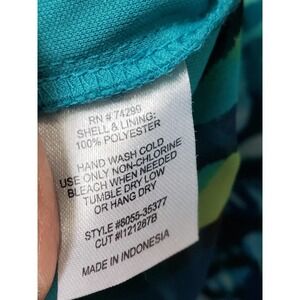 RN # 74299
SHELL & LINING:
100% POLYESTER
HAND WASH COLD
USE ONLY NON-CHLORINE
BLEACH WHEN NEEDED
TUMBLE DRY LOW
OR HANG DRY
STYLE #8055-35377
CUT #I121287B
MADE IN INDONESIA